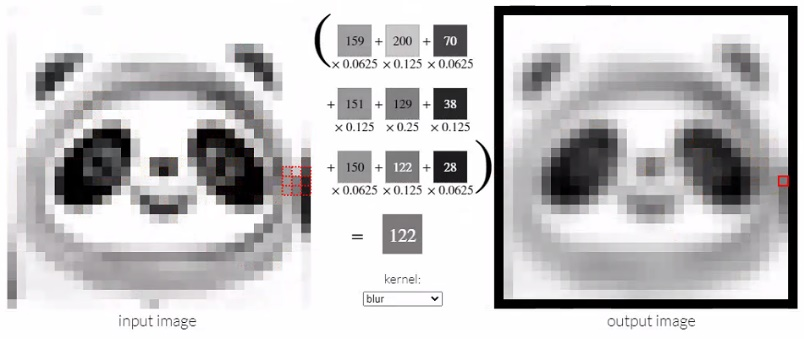 ( 159 + 200 + 70
× 0.0625 × 0.125 × 0.0625
+ 151 + 129 + 38
× 0.125 × 0.25 × 0.125
+ 150 + 122 + 28 )
× 0.0625 × 0.125 × 0.0625
= 122
kernel:
blur
input image
output image